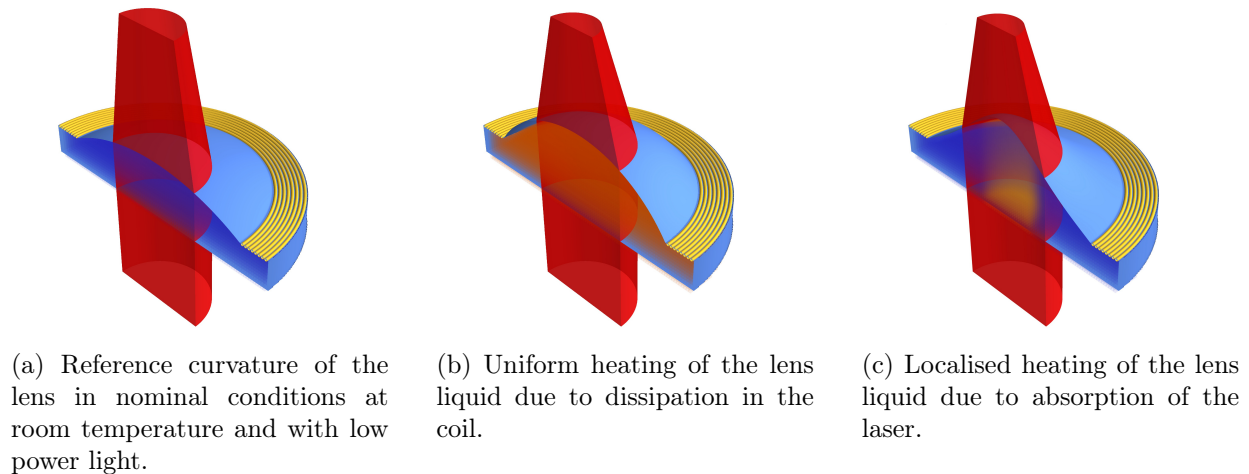 (a) Reference curvature of the
lens in nominal conditions at
room temperature and with low
power light.
(b) Uniform heating of the lens
liquid due to dissipation in the
coil.
(c) Localised heating of the lens
liquid due to absorption of the
laser.